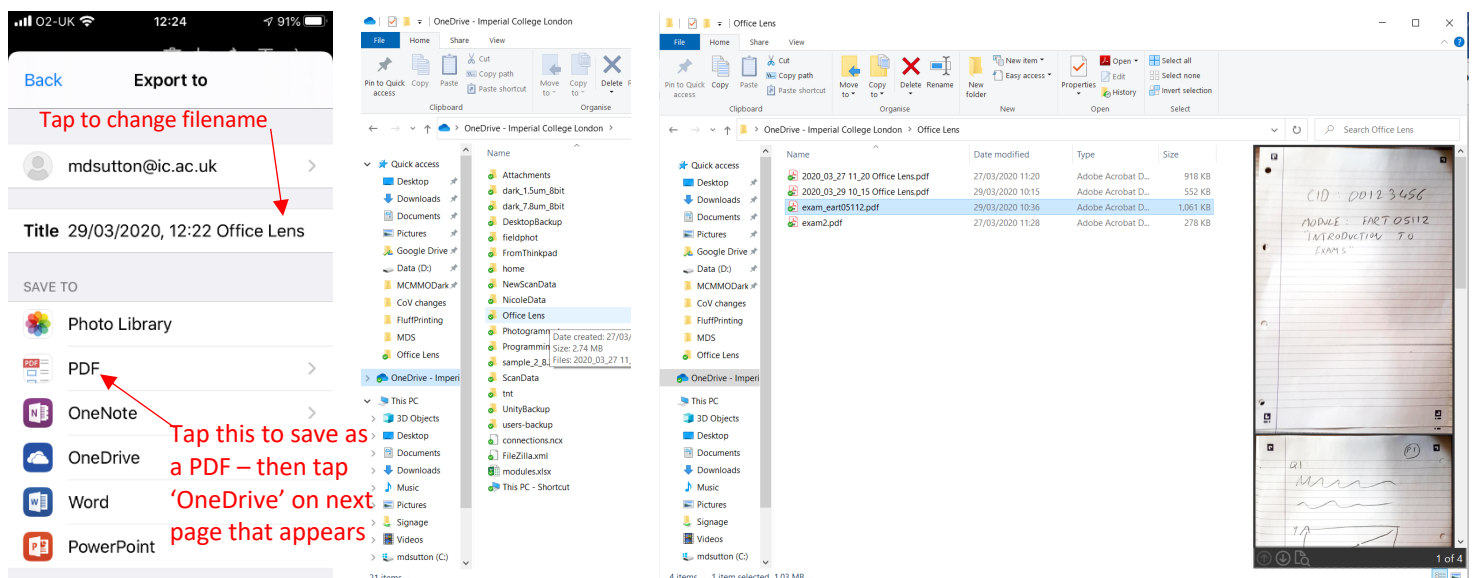 O2-UK
12:24
91%
Back
Export to
Tap to change filename
mdsutton@ic.ac.uk
Title 29/03/2020, 12:22 Office Lens
SAVE TO
Photo Library
PDF
PDF
OneNote
OneDrive
Word
PowerPoint
Tap this to save as
a PDF – then tap
‘OneDrive’ on next
page that appears
OneDrive - Imperial College London
File Home Share View
Pin to Quick access
Copy
Paste
Cut
Copy path
Paste shortcut
Move to
Copy to
Delete
Clipboard
Organise
OneDrive - Imperial College London
Quick access
Desktop
Downloads
Documents
Pictures
Google Drive
Data (D:)
MCMMODark
CoV changes
FluffPrinting
MDS
Office Lens
OneDrive - Imperi
This PC
3D Objects
Desktop
Documents
Downloads
Music
Pictures
Signage
Videos
mdsutton (C:)
Name
Attachments
dark_1.5um_8bit
dark_7.8um_8bit
DesktopBackup
fieldphot
FromThinkpad
home
NewScanData
NicoleData
Office Lens
Photogramm
Programmin
sample_2_8.
ScanData
tnt
UnityBackup
users-backup
connections.ncx
FileZilla.xml
modules.xlsx
This PC - Shortcut
Date created: 27/03/
Size: 2.74 MB
Files: 2020_03_27 11_
21 items
Office Lens
File Home Share View
Pin to Quick access
Copy
Paste
Cut
Copy path
Paste shortcut
Move to
Copy to
Delete
Rename
New folder
New item
Easy access
Properties
Open
Edit
History
Select all
Select none
Invert selection
Clipboard
Organise
New
Open
Select
OneDrive - Imperial College London > Office Lens
Search Office Lens
Quick access
Desktop
Downloads
Documents
Pictures
Google Drive
Data (D:)
MCMMODark
CoV changes
FluffPrinting
MDS
Office Lens
OneDrive - Imperi
This PC
3D Objects
Desktop
Documents
Downloads
Music
Pictures
Signage
Videos
mdsutton (C:)
Name Date modified Type Size
2020_03_27 11_20 Office Lens.pdf 27/03/2020 11:20 Adobe Acrobat D... 918 KB
2020_03_29 10_15 Office Lens.pdf 29/03/2020 10:15 Adobe Acrobat D... 552 KB
exam_eart05112.pdf 29/03/2020 10:36 Adobe Acrobat D... 1,061 KB
exam2.pdf 27/03/2020 11:28 Adobe Acrobat D... 278 KB
4 items 1 item selected 1.03 MB
CID: 00123456
MODULE: EART05112
"INTRODUCTION TO
EXAMS"
P1
Q1
1 of 4